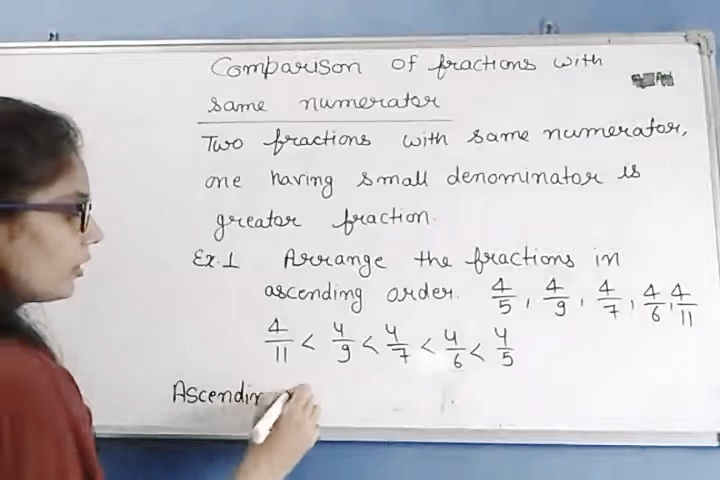 Comparison of fractions with
same numerator
Two fractions with same numerator,
one having small denominator is
greater fraction.
Ex.1 Arrange the fractions in
ascending order. 4/5, 4/9, 4/7, 4/6, 4/11
4/11 < 4/9 < 4/7 < 4/6 < 4/5
Ascendin